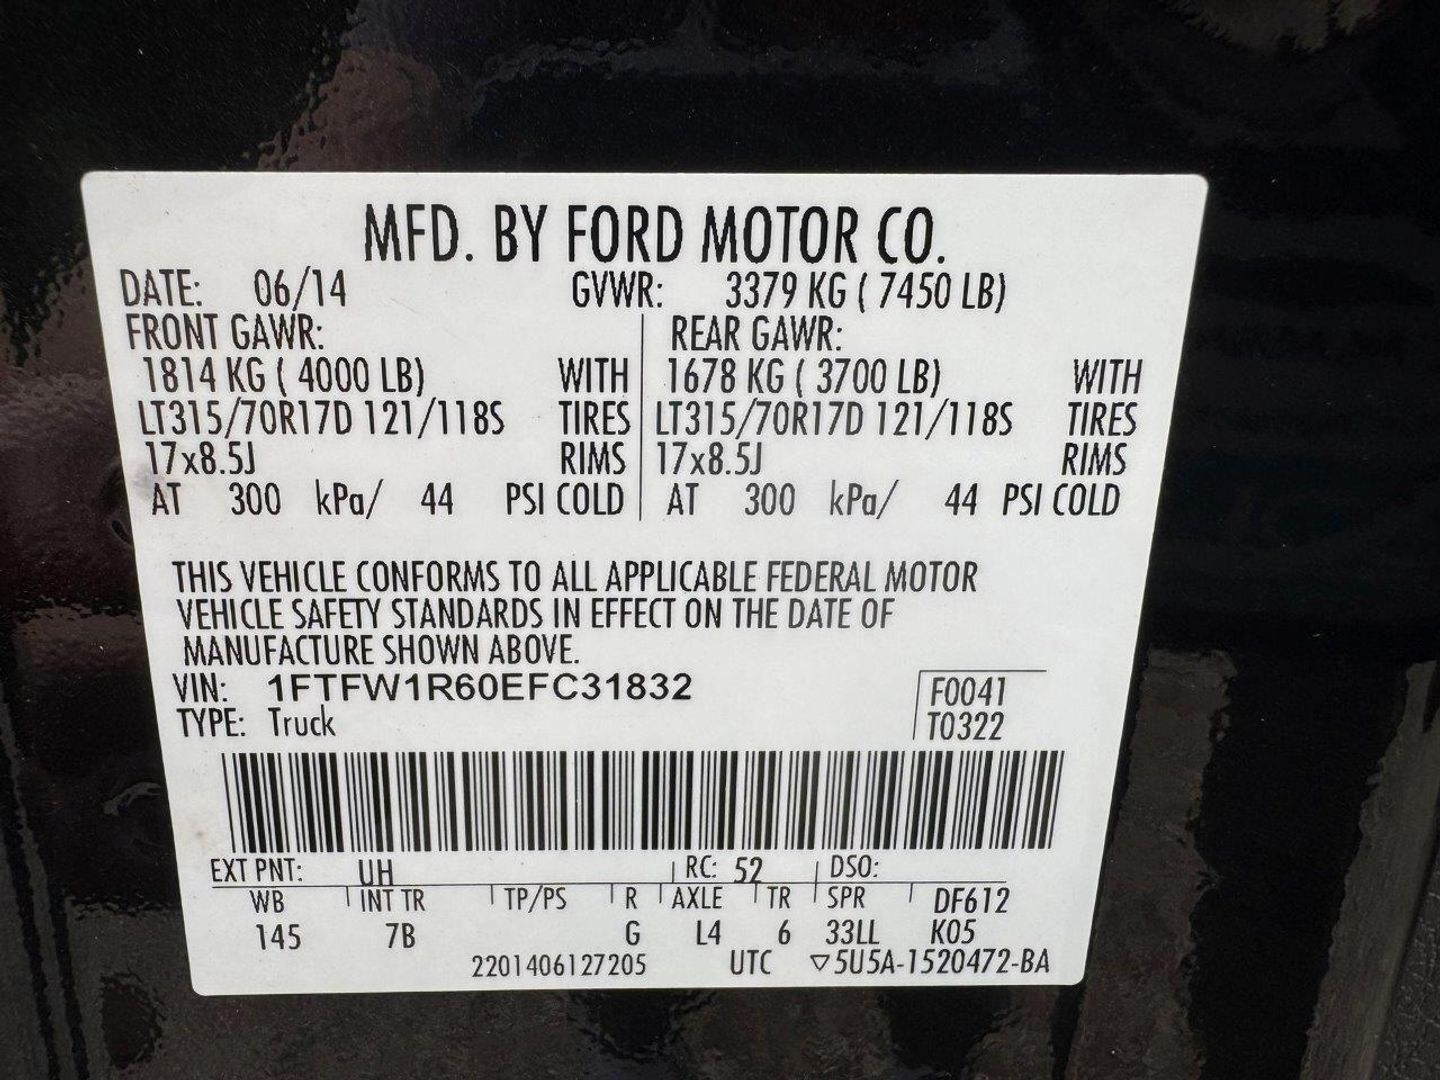 MFD. BY FORD MOTOR CO.
DATE: 06/14 GVWR: 3379 KG ( 7450 LB)
FRONT GAWR: REAR GAWR:
1814 KG ( 4000 LB) WITH 1678 KG ( 3700 LB) WITH
LT315/70R17D 121/118S TIRES LT315/70R17D 121/118S TIRES
17x8.5J RIMS 17x8.5J RIMS
AT 300 kPa/ 44 PSI COLD AT 300 kPa/ 44 PSI COLD
THIS VEHICLE CONFORMS TO ALL APPLICABLE FEDERAL MOTOR
VEHICLE SAFETY STANDARDS IN EFFECT ON THE DATE OF
MANUFACTURE SHOWN ABOVE.
VIN: 1FTFW1R60EFC31832 F0041
TYPE: Truck T0322
EXT PNT: UH RC: 52 DSO:
WB INT TR TP/PS R AXLE TR SPR DF612
145 7B G L4 6 33LL K05
2201406127205 UTC ▽5U5A-1520472-BA